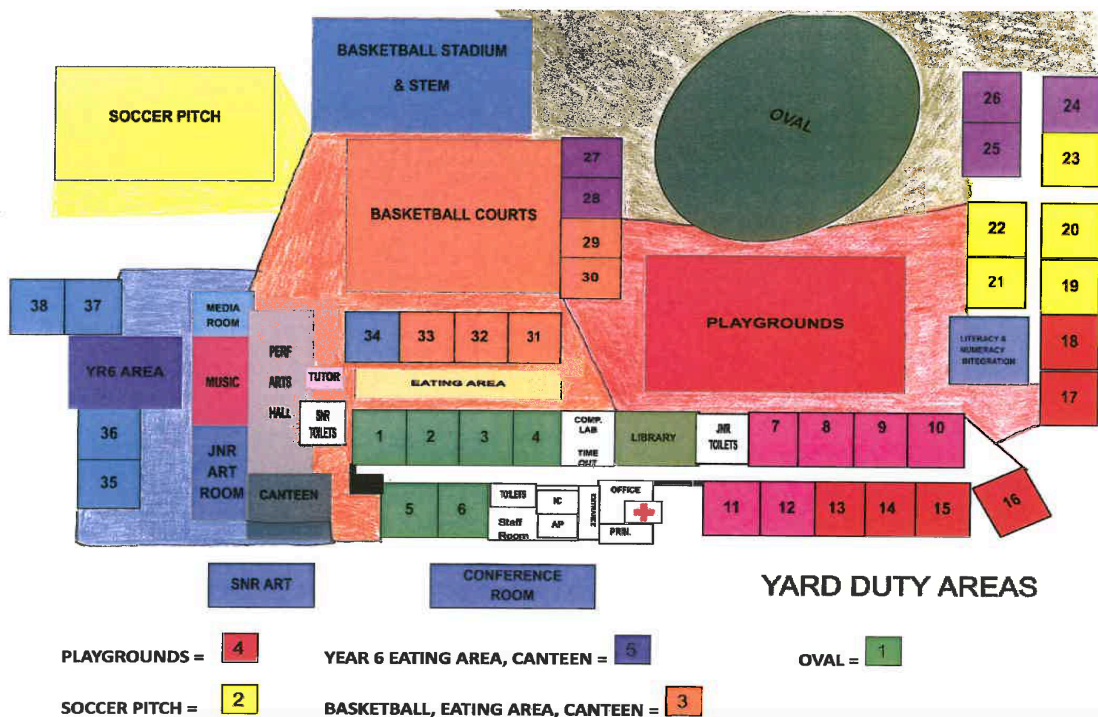 BASKETBALL STADIUM
& STEM
SOCCER PITCH
OVAL
26
24
25
23
27
28
BASKETBALL COURTS
29
30
22
20
21
19
PLAYGROUNDS
38
37
MEDIA
ROOM
34
33
32
31
LITERACY &
NUMERACY
INTEGRATION
18
17
YR6 AREA
MUSIC
PERF
ARTS
HALL
TUTOR
EATING AREA
SNR
TOILETS
36
35
JNR
ART
ROOM
CANTEEN
1
2
3
4
COMP.
LAB
TIME
OUT
LIBRARY
JNR
TOILETS
7
8
9
10
5
6
TOILETS
Staff
Room
IC
AP
ENTRANCE
OFFICE
PRIN.
11
12
13
14
15
16
SNR ART
CONFERENCE
ROOM
YARD DUTY AREAS
PLAYGROUNDS = 4
YEAR 6 EATING AREA, CANTEEN = 5
OVAL = 1
SOCCER PITCH = 2
BASKETBALL, EATING AREA, CANTEEN = 3